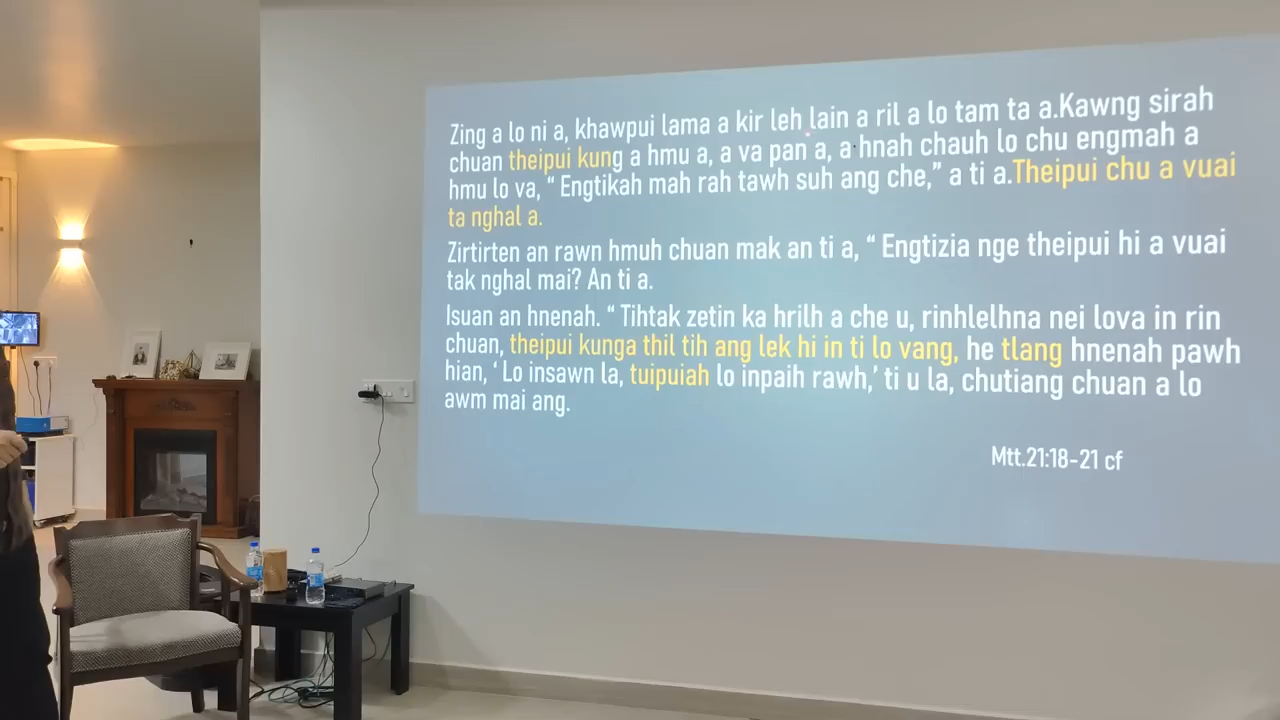 Zing a lo ni a, khawpui lama a kir leh lain a ril a lo tam ta a.Kawng sirah
chuan theipui kung a hmu a, a va pan a, a hnah chauh lo chu engmah a
hmu lo va, “ Engtikah mah rah tawh suh ang che,” a ti a.Theipui chu a vuai
ta nghal a.
Zirtirten an rawn hmuh chuan mak an ti a, “ Engtizia nge theipui hi a vuai
tak nghal mai? An ti a.
Isuan an hnenah. “ Tihtak zetin ka hrilh a che u, rinhlelhna nei lova in rin
chuan, theipui kunga thil tih ang lek hi in ti lo vang, he tlang hnenah pawh
hian, ‘ Lo insawn la, tuipuiah lo inpaih rawh,’ ti u la, chutiang chuan a lo
awm mai ang.
Mtt.21:18-21 cf